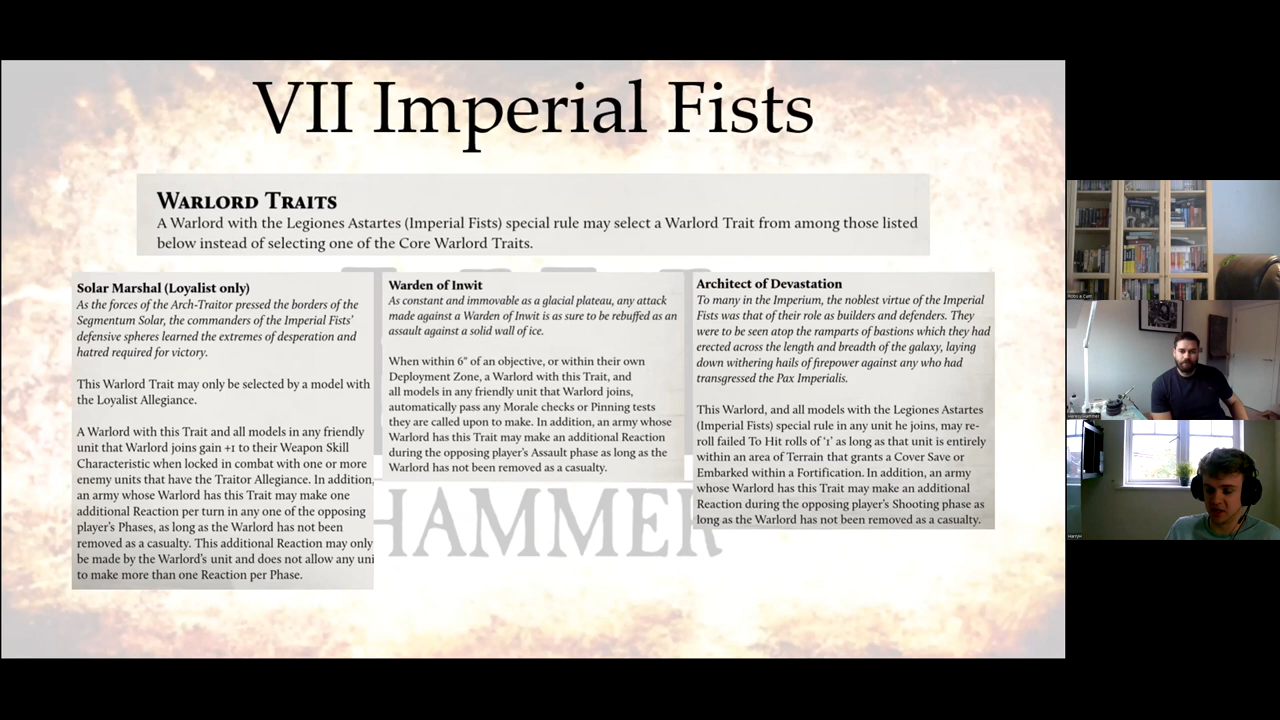 VII Imperial Fists
WARLORD TRAITS
A Warlord with the Legiones Astartes (Imperial Fists) special rule may select a Warlord Trait from among those listed
below instead of selecting one of the Core Warlord Traits.
Solar Marshal (Loyalist only)
As the forces of the Arch-Traitor pressed the borders of the
Segmentum Solar, the commanders of the Imperial Fists'
defensive spheres learned the extremes of desperation and
hatred required for victory.
This Warlord Trait may only be selected by a model with
the Loyalist Allegiance.
A Warlord with this Trait and all models in any friendly
unit that Warlord joins gain +1 to their Weapon Skill
Characteristic when locked in combat with one or more
enemy units that have the Traitor Allegiance. In addition,
an army whose Warlord has this Trait may make one
additional Reaction per turn in any one of the opposing
player's Phases, as long as the Warlord has not been
removed as a casualty. This additional Reaction may only
be made by the Warlord's unit and does not allow any uni
to make more than one Reaction per Phase.
Warden of Inwit
As constant and immovable as a glacial plateau, any attack
made against a Warden of Inwit is as sure to be rebuffed as an
assault against a solid wall of ice.
When within 6" of an objective, or within their own
Deployment Zone, a Warlord with this Trait, and
all models in any friendly unit that Warlord joins,
automatically pass any Morale checks or Pinning tests
they are called upon to make. In addition, an army whose
Warlord has this Trait may make an additional Reaction
during the opposing player's Assault phase as long as the
Warlord has not been removed as a casualty.
Architect of Devastation
To many in the Imperium, the noblest virtue of the Imperial
Fists was that of their role as builders and defenders. They
were to be seen atop the ramparts of bastions which they had
erected across the length and breadth of the galaxy, laying
down withering hails of firepower against any who had
transgressed the Pax Imperialis.
This Warlord, and all models with the Legiones Astartes
(Imperial Fists) special rule in any unit he joins, may re-
roll failed To Hit rolls of '1' as long as that unit is entirely
within an area of Terrain that grants a Cover Save or
Embarked within a Fortification. In addition, an army
whose Warlord has this Trait may make an additional
Reaction during the opposing player's Shooting phase as
long as the Warlord has not been removed as a casualty.
HAMMER